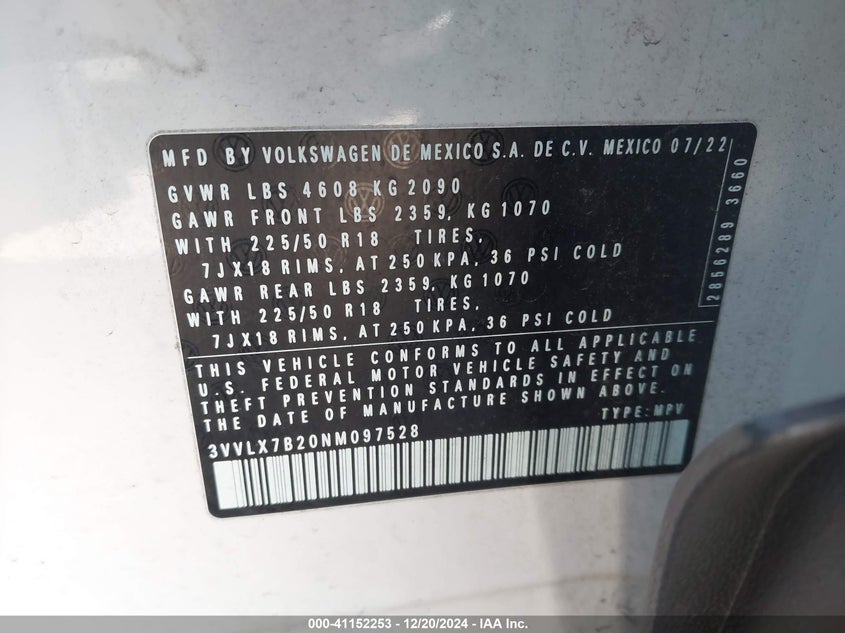 MFD BY VOLKSWAGEN DE MEXICO S.A. DE C.V. MEXICO 07/22
GVWR LBS 4608 KG 2090
GAWR FRONT LBS 2359, KG 1070
WITH 225/50 R18 TIRES,
7JX18 RIMS, AT 250 KPA, 36 PSI COLD
GAWR REAR LBS 2359, KG 1070
WITH 225/50 R18 TIRES,
7JX18 RIMS, AT 250 KPA, 36 PSI COLD
2856289 3660
THIS VEHICLE CONFORMS TO ALL APPLICABLE
U.S. FEDERAL MOTOR VEHICLE SAFETY AND
THEFT PREVENTION STANDARDS IN EFFECT ON
THE DATE OF MANUFACTURE SHOWN ABOVE.
TYPE: MPV
3VVLX7B20NM097528
000-41152253 - 12/20/2024 - IAA Inc.